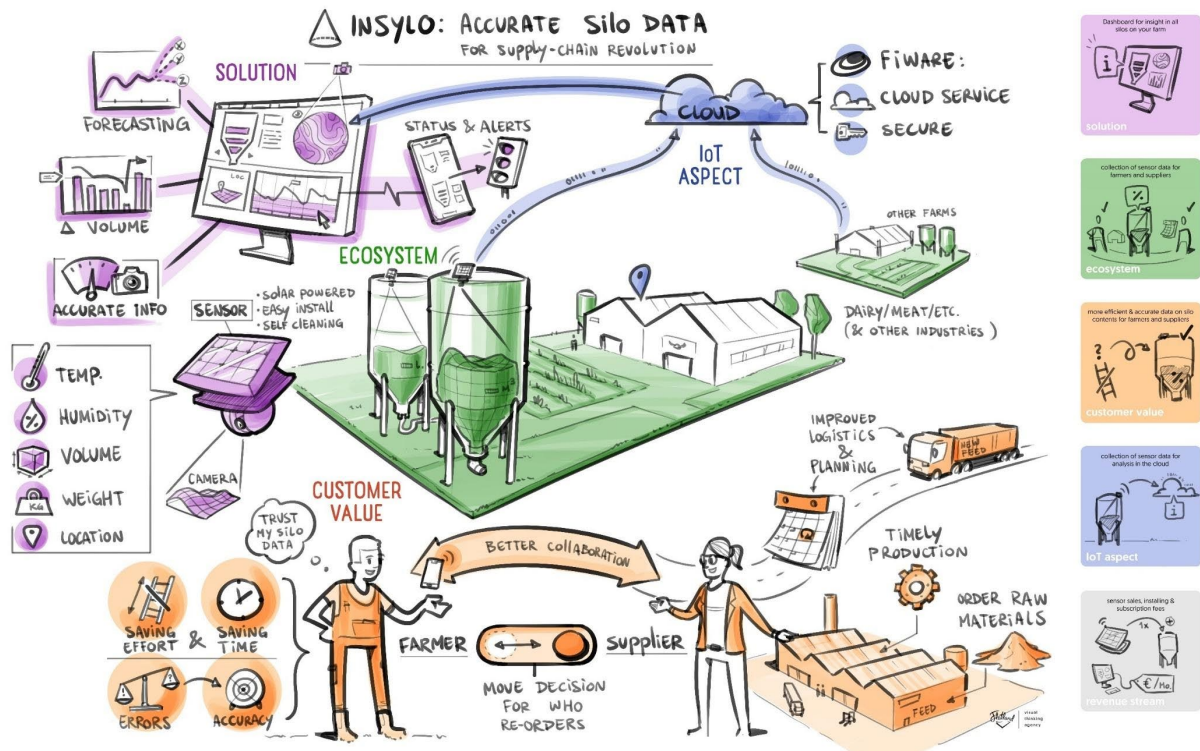 INSYLO: ACCURATE SILO DATA
FOR SUPPLY-CHAIN REVOLUTION
SOLUTION
X
Y
Z
FORECASTING
△ VOLUME
ACCURATE INFO
LOC
STATUS & ALERTS
CLOUD
IoT
ASPECT
FIWARE:
CLOUD SERVICE
SECURE
ECOSYSTEM
OTHER FARMS
DAIRY/MEAT/ETC.
(& OTHER INDUSTRIES)
SENSOR
• SOLAR POWERED
• EASY INSTALL
• SELF CLEANING
TEMP.
HUMIDITY
VOLUME
KG
WEIGHT
LOCATION
CAMERA
CUSTOMER
VALUE
TRUST
MY SILO
DATA
BETTER COLLABORATION
IMPROVED
LOGISTICS
&
PLANNING
NEW
FEED
TIMELY
PRODUCTION
ORDER RAW
MATERIALS
FEED
SAVING
EFFORT
&
SAVING
TIME
ERRORS
ACCURACY
FARMER
SUPPLIER
MOVE DECISION
FOR WHO
RE-ORDERS
visual
thinking
agency
Dashboard for insight in all
silos on your farm
i
solution
collection of sensor data for
farmers and suppliers
%
ecosystem
more efficient & accurate data on silo
contents for farmers and suppliers
?
customer value
collection of sensor data for
analysis in the cloud
i
IoT aspect
sensor sales, installing &
subscription fees
1x
€/Mo.
revenue stream